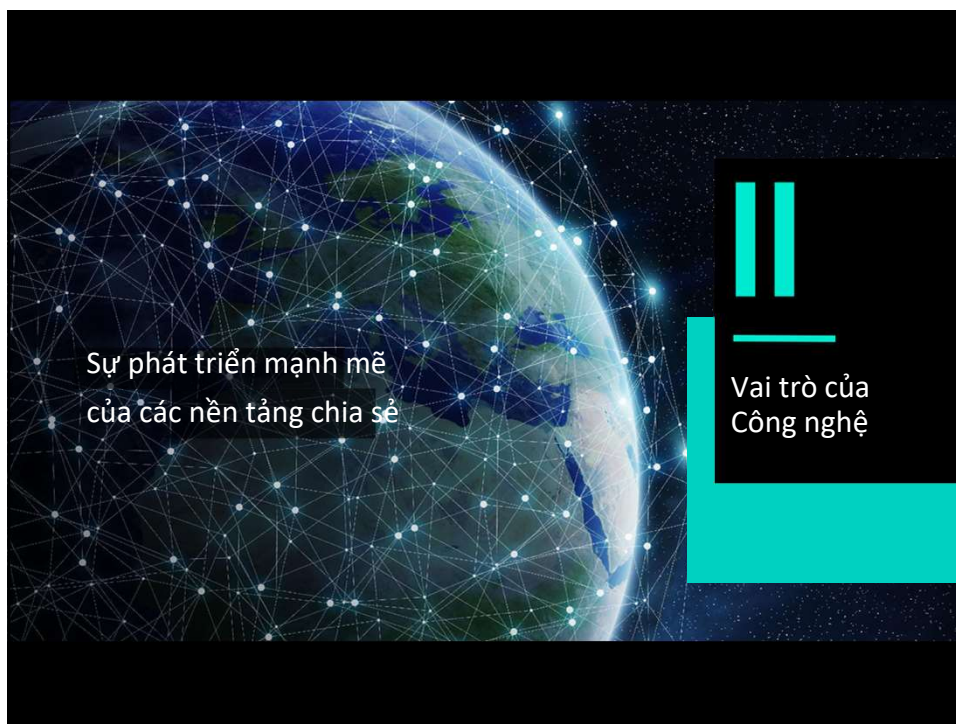 Sự phát triển mạnh mẽ
của các nền tảng chia sẻ
II
Vai trò của
Công nghệ